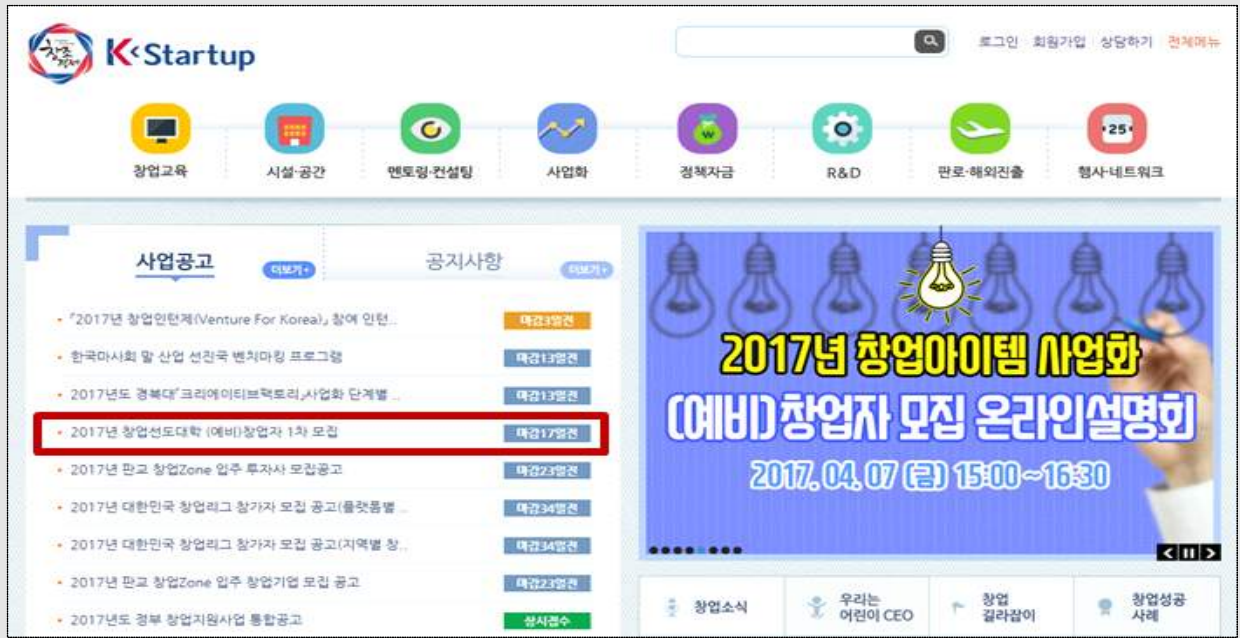 창조경제 K Startup
로그인 회원가입 상담하기 전체메뉴
창업교육 시설·공간 멘토링·컨설팅 사업화 정책자금 R&D 판로·해외진출 행사·네트워크
25
사업공고 더보기+ 공지사항 더보기+
「2017년 창업인턴제(Venture For Korea)」 참여 인턴.. 마감3일전
한국마사회 말 산업 선진국 벤치마킹 프로그램 마감13일전
2017년도 경북대「크리에이티브팩토리」사업화 단계별 .. 마감13일전
2017년 창업선도대학 (예비)창업자 1차 모집 마감17일전
2017년 판교 창업Zone 입주 투자사 모집공고 마감23일전
2017년 대한민국 창업리그 참가자 모집 공고(플랫폼별 .. 마감34일전
2017년 대한민국 창업리그 참가자 모집 공고(지역별 창.. 마감34일전
2017년 판교 창업Zone 입주 창업기업 모집 공고 마감23일전
2017년도 정부 창업지원사업 통합공고 상시접수
2017년 창업아이템 사업화
(예비)창업자 모집 온라인설명회
2017. 04. 07 (금) 15:00~16:30
창업소식 우리는 어린이 CEO 창업 길라잡이 창업성공 사례